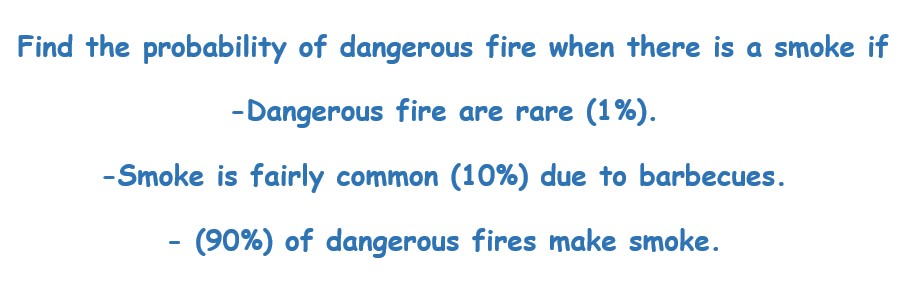 Find the probability of dangerous fire when there is a smoke if
-Dangerous fire are rare (1%).
-Smoke is fairly common (10%) due to barbecues.
- (90%) of dangerous fires make smoke.